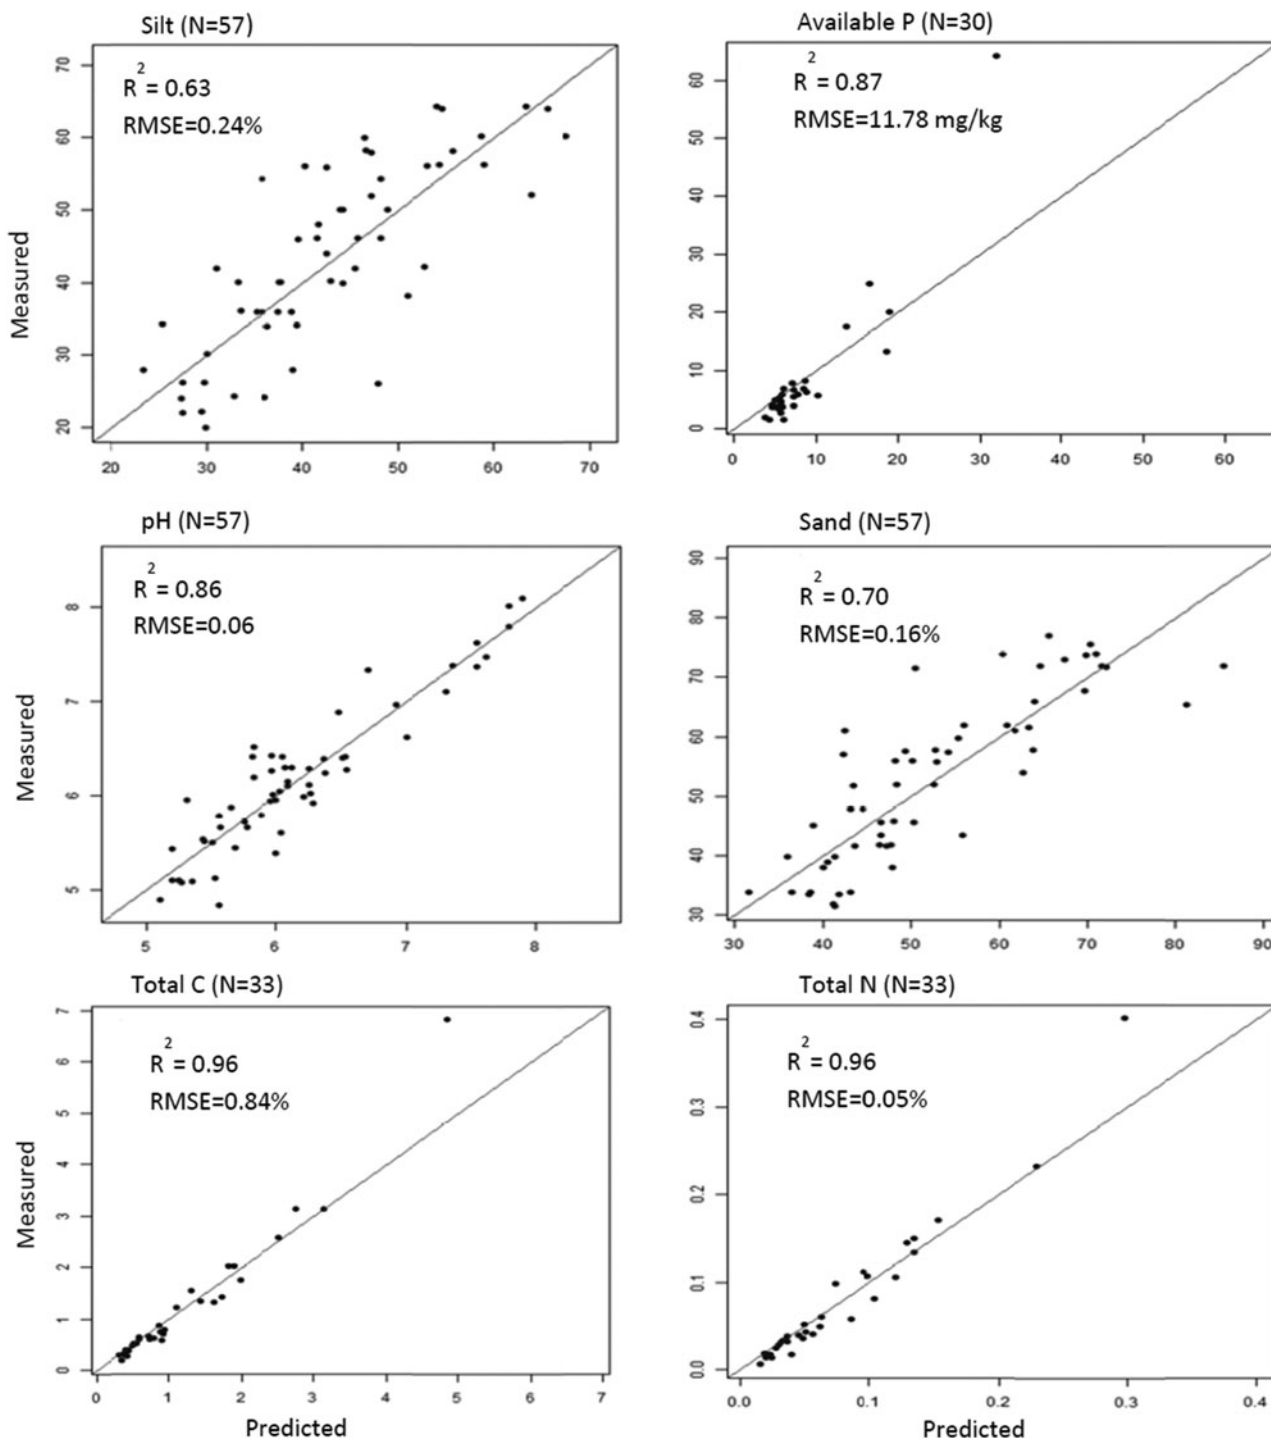 Silt (N=57)
R2 = 0.63
RMSE=0.24%
Measured
70
60
50
40
30
20
20 30 40 50 60 70
Available P (N=30)
R2 = 0.87
RMSE=11.78 mg/kg
60
50
40
30
20
10
0
0 10 20 30 40 50 60
pH (N=57)
R2 = 0.86
RMSE=0.06
Measured
8
7
6
5
5 6 7 8
Sand (N=57)
R2 = 0.70
RMSE=0.16%
90
80
70
60
50
40
30
30 40 50 60 70 80 90
Total C (N=33)
R2 = 0.96
RMSE=0.84%
Measured
7
6
5
4
3
2
1
0
0 1 2 3 4 5 6 7
Predicted
Total N (N=33)
R2 = 0.96
RMSE=0.05%
0.4
0.3
0.2
0.1
0.0
0.0 0.1 0.2 0.3 0.4
Predicted